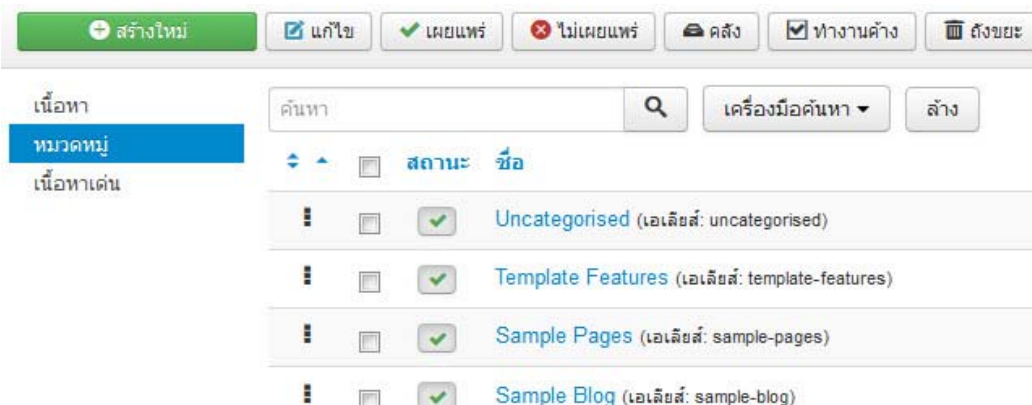 สร้างใหม่ แก้ไข เผยแพร่ ไม่เผยแพร่ คลัง ทำงานค้าง ถังขยะ
เนื้อหา
หมวดหมู่
เนื้อหาเด่น
ค้นหา เครื่องมือค้นหา ล้าง
สถานะ ชื่อ
Uncategorised (เอเลียส์: uncategorised)
Template Features (เอเลียส์: template-features)
Sample Pages (เอเลียส์: sample-pages)
Sample Blog (เอเลียส์: sample-blog)